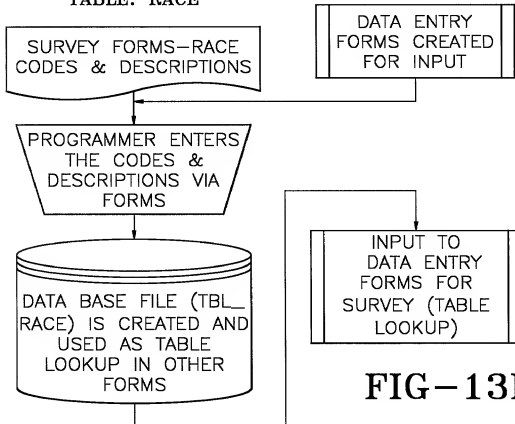 TABLE: RACE
SURVEY FORMS-RACE
CODES & DESCRIPTIONS
DATA ENTRY
FORMS CREATED
FOR INPUT
PROGRAMMER ENTERS
THE CODES &
DESCRIPTIONS VIA
FORMS
DATA BASE FILE (TBL_
RACE) IS CREATED AND
USED AS TABLE
LOOKUP IN OTHER
FORMS
INPUT TO
DATA ENTRY
FORMS FOR
SURVEY (TABLE
LOOKUP)